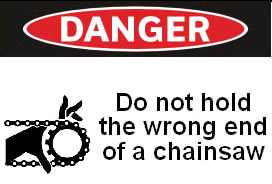 DANGER
Do not hold
the wrong end
of a chainsaw